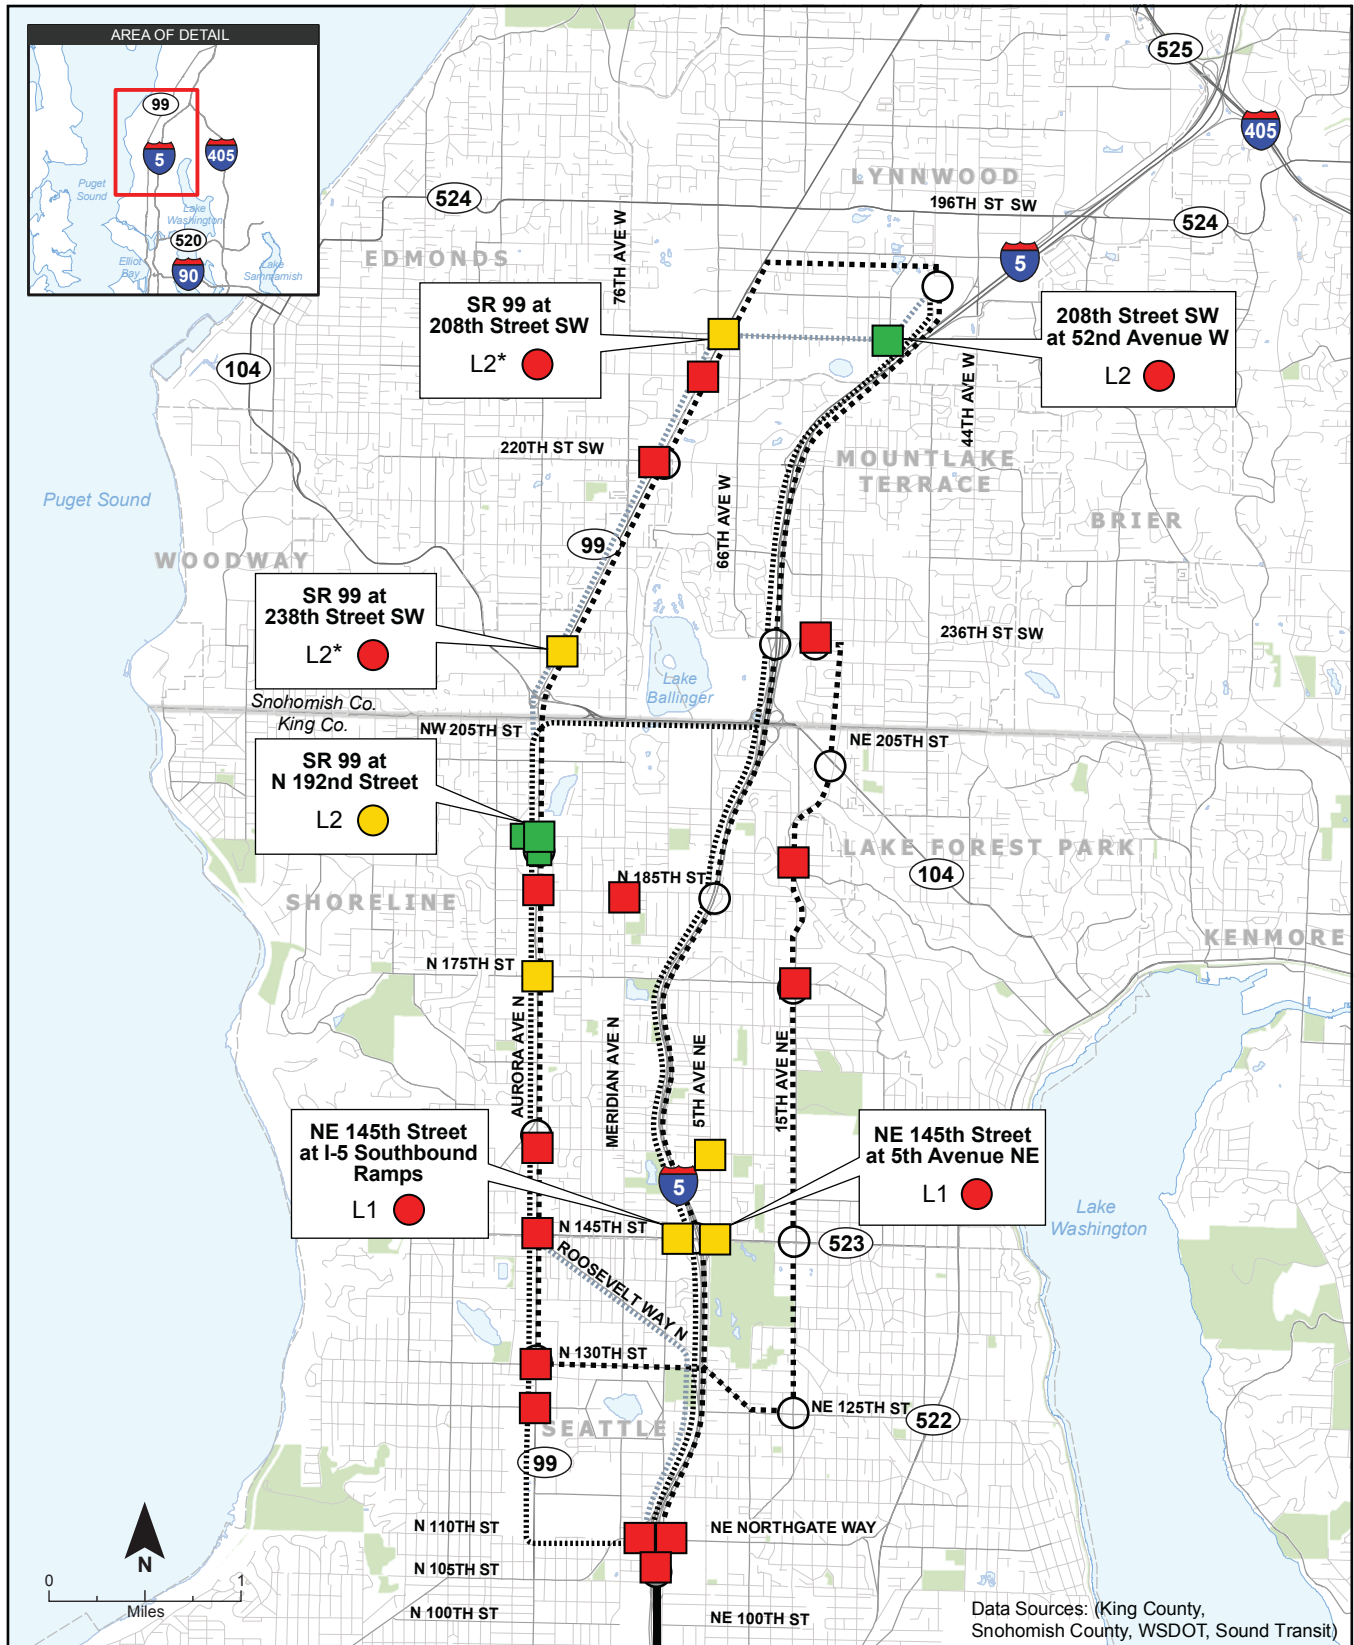 AREA OF DETAIL
99
5
405
Puget
Sound
Lake
Washington
520
Elliot
Bay
90
Lake
Sammamish
525
405
LYNNWOOD
196TH ST SW
524
524
EDMONDS
76TH AVE W
5
SR 99 at
208th Street SW
L2*
208th Street SW
at 52nd Avenue W
L2
104
44TH AVE W
220TH ST SW
MOUNTLAKE
TERRACE
Puget Sound
66TH AVE W
BRIER
99
WOODWAY
SR 99 at
238th Street SW
L2*
236TH ST SW
Lake
Ballinger
Snohomish Co.
King Co.
NW 205TH ST
NE 205TH ST
SR 99 at
N 192nd Street
L2
LAKE FOREST PARK
104
N 185TH ST
SHORELINE
KENMORE
N 175TH ST
AURORA AVE N
MERIDIAN AVE N
5TH AVE NE
15TH AVE NE
NE 145th Street
at I-5 Southbound
Ramps
L1
NE 145th Street
at 5th Avenue NE
L1
5
Lake
Washington
N 145TH ST
523
ROOSEVELT WAY N
N 130TH ST
NE 125TH ST
522
SEATTLE
99
N 110TH ST
NE NORTHGATE WAY
N
N 105TH ST
0
1
Miles
N 100TH ST
NE 100TH ST
Data Sources: (King County,
Snohomish County, WSDOT, Sound Transit)